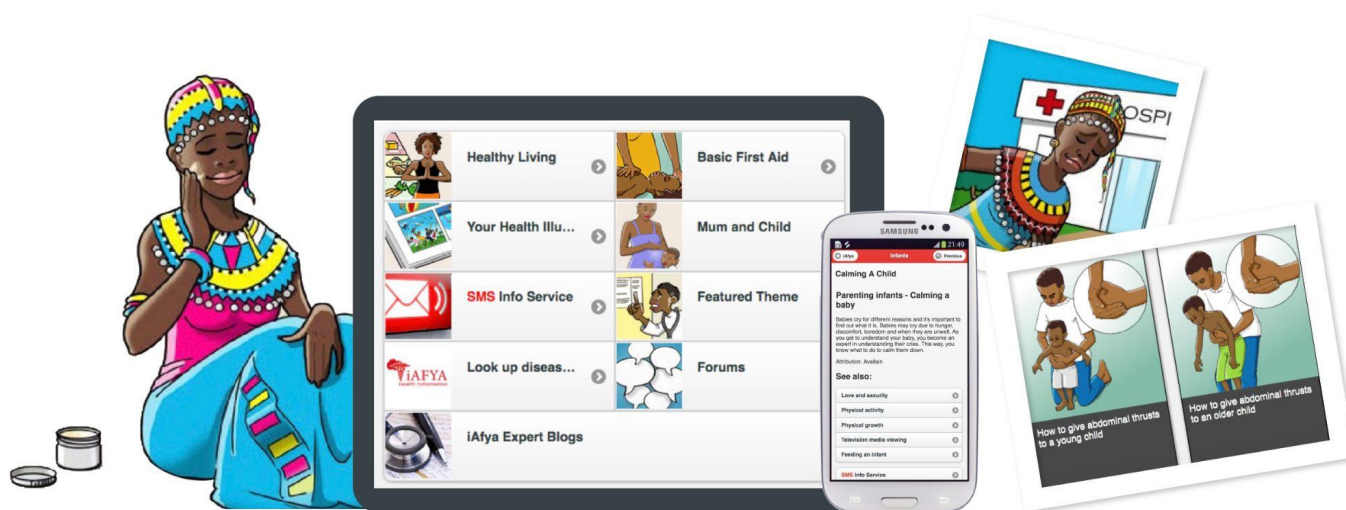 Healthy Living
Basic First Aid
Your Health Illu...
Mum and Child
SMS Info Service
Featured Theme
iAFYA
Health Information
Look up diseas...
Forums
iAfya Expert Blogs
SAMSUNG
21:49
iAfya
Infants
Previous
Calming A Child
Parenting infants - Calming a
baby
Babies cry for different reasons and it's important to
find out what it is. Babies may cry due to hunger,
discomfort, boredom and when they are unwell. As
you get to understand your baby, you become an
expert in understanding their cries. This way, you
know what to do to calm them down.
Attribution: Avallain
See also:
Love and security
Physical activity
Physical growth
Television media viewing
Feeding an infant
SMS Info Service
OSPI
How to give abdominal thrusts
to a young child
How to give abdominal thrusts
to an older child